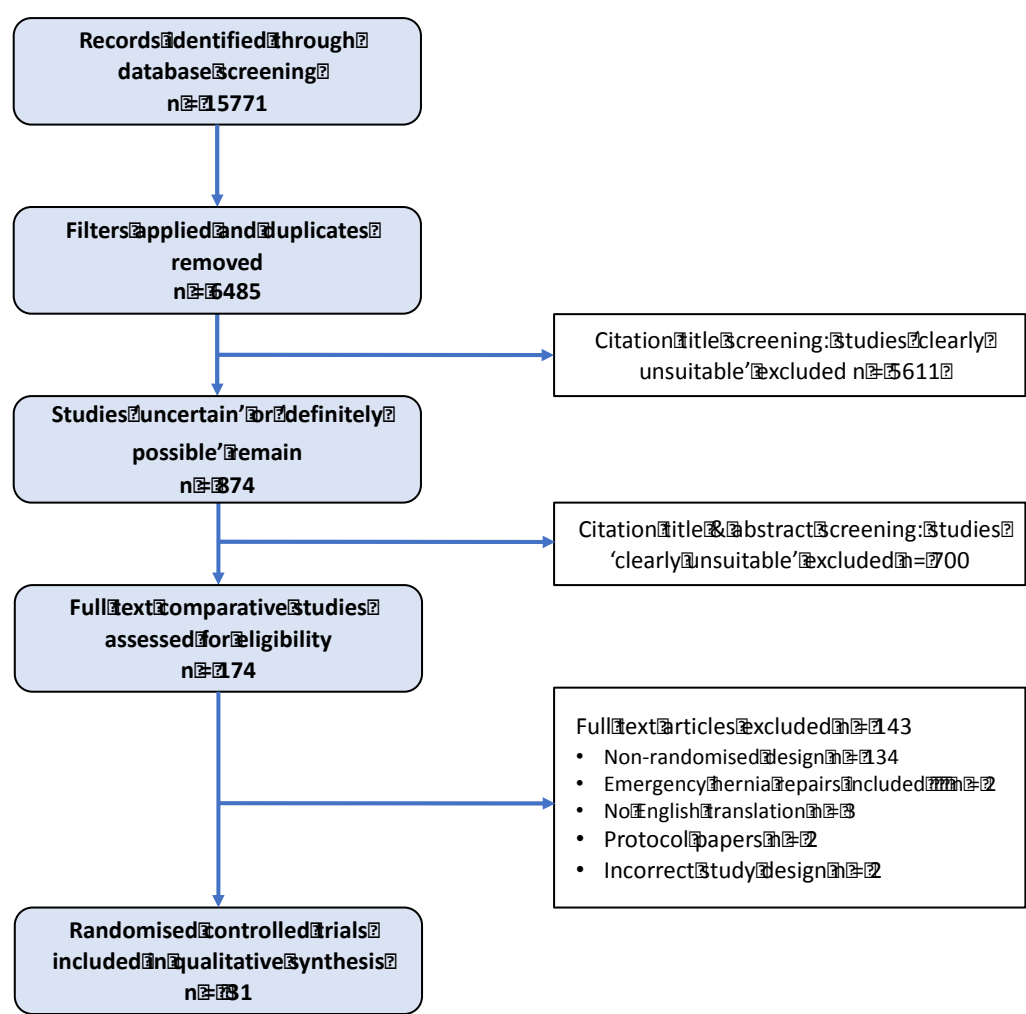 Records identified through
database screening
n = 15771
Filters applied and duplicates
removed
n = 6485
Citation title screening: studies 'clearly
unsuitable' excluded n = 5611
Studies 'uncertain' or 'definitely
possible' remain
n = 874
Citation title & abstract screening: studies
'clearly unsuitable' excluded n= 700
Full text comparative studies
assessed for eligibility
n = 174
Full text articles excluded n = 143
• Non-randomised design n = 134
• Emergency hernia repairs included n = 2
• No English translation n = 3
• Protocol papers n = 2
• Incorrect study design n = 2
Randomised controlled trials
included in qualitative synthesis
n = 31